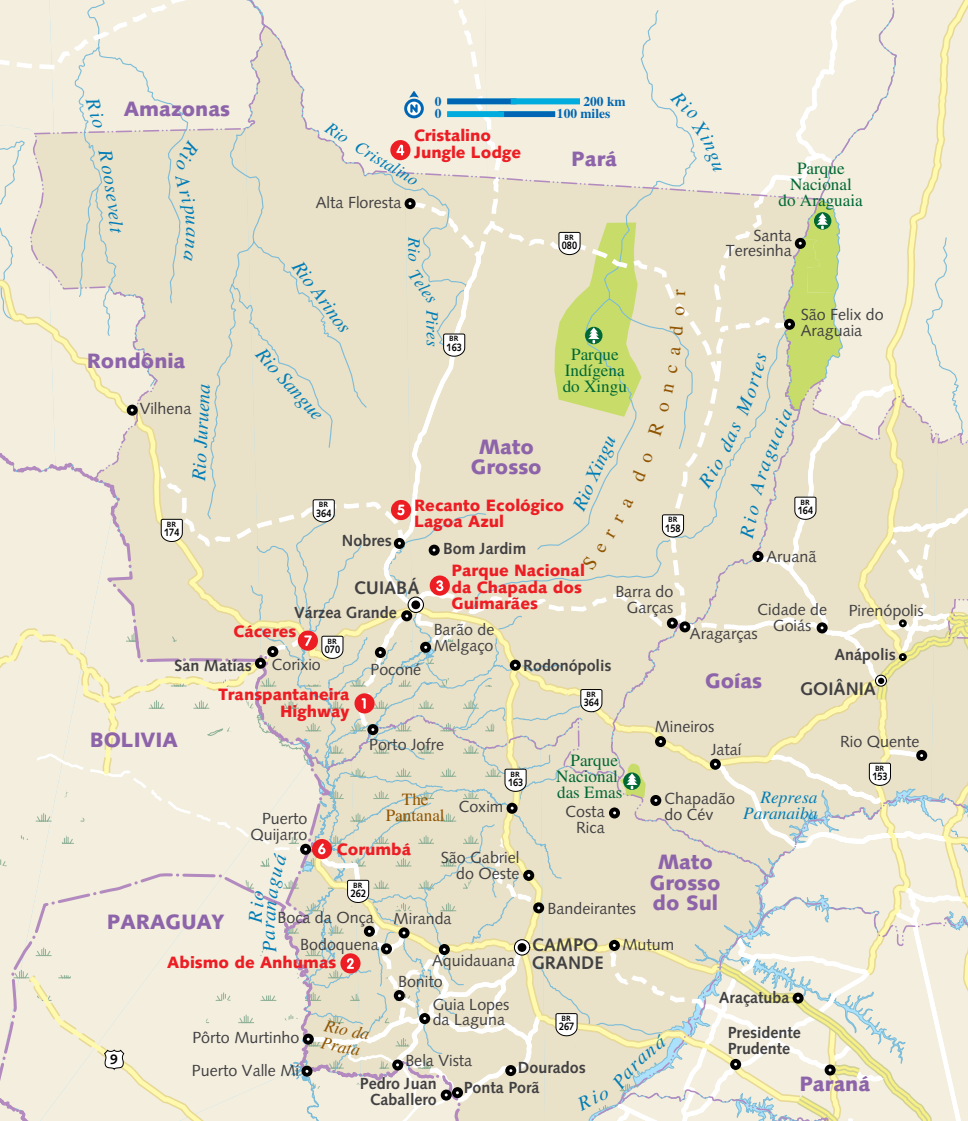 Amazonas
0
200 km
N
0
100 miles
Rio Xingu
Rio
Roosevelt
Rio Aripuana
Rio Cristalino
4
Cristalino
Jungle Lodge
Pará
Parque
Nacional
do Araguaia
Alta Floresta
BR
080
Santa
Teresinha
Rio Teles Pires
Rio Arinos
São Felix do
Araguaia
BR
163
Parque
Indígena
do Xingu
Serra do Roncador
Rondônia
Rio Sangue
Rio das Mortes
Vilhena
Rio Juruena
Rio Araguaia
Mato
Grosso
Rio Xingu
BR
364
5
Recanto Ecológico
Lagoa Azul
BR
164
BR
174
BR
158
Nobres
Bom Jardim
Aruanã
3
Parque Nacional
da Chapada dos
Guimarães
CUIABÁ
Barra do
Garças
Várzea Grande
Cidade de
Goiás
Pirenópolis
Cáceres
7
BR
070
Barão de
Melgaço
Aragarças
San Matías
Corixio
Poconé
Rodonópolis
Anápolis
Transpantaneira
Highway
1
Goías
GOIÂNIA
BR
364
BOLIVIA
Porto Jofre
Mineiros
Jataí
Rio Quente
Parque
Nacional
das Emas
BR
163
BR
153
The
Pantanal
Coxim
Costa
Rica
Chapadão
do Cév
Represa
Paranaiba
Puerto
Quijarro
6
Corumbá
São Gabriel
do Oeste
Mato
Grosso
do Sul
Rio
Paranaguá
BR
262
PARAGUAY
Boca da Onça
Miranda
Bandeirantes
Bodoquena
CAMPO
GRANDE
Mutum
Abismo de Anhumas
2
Aquidauana
Bonito
Araçatuba
Guia Lopes
da Laguna
BR
267
Pôrto Murtinho
Rio da
Prata
Presidente
Prudente
9
Puerto Valle Mi
Bela Vista
Dourados
Rio Paraná
Paraná
Pedro Juan
Caballero
Ponta Porã